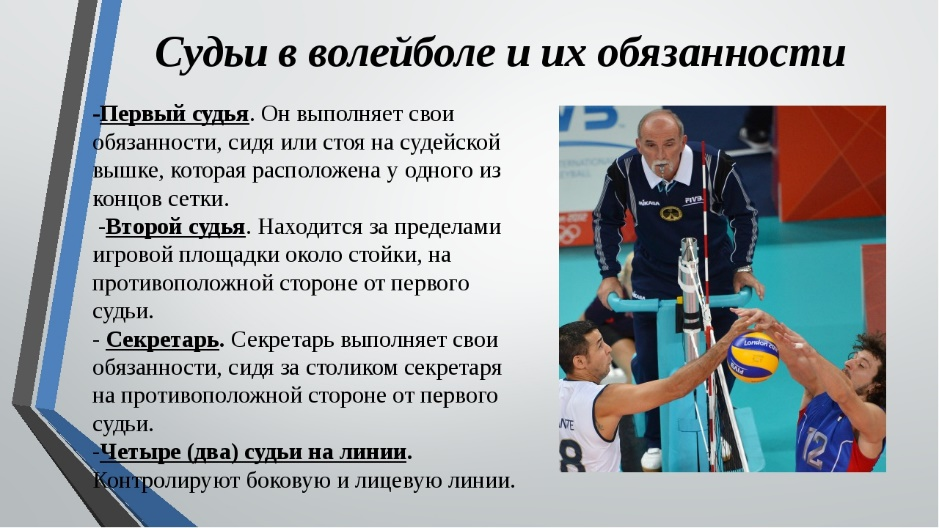 Судьи в волейболе и их обязанности
-Первый судья. Он выполняет свои
обязанности, сидя или стоя на судейской
вышке, которая расположена у одного из
концов сетки.
-Второй судья. Находится за пределами
игровой площадки около стойки, на
противоположной стороне от первого
судьи.
- Секретарь. Секретарь выполняет свои
обязанности, сидя за столиком секретаря
на противоположной стороне от первого
судьи.
-Четыре (два) судьи на линии.
Контролируют боковую и лицевую линии.
MIKASA
FIVB
London
8
12